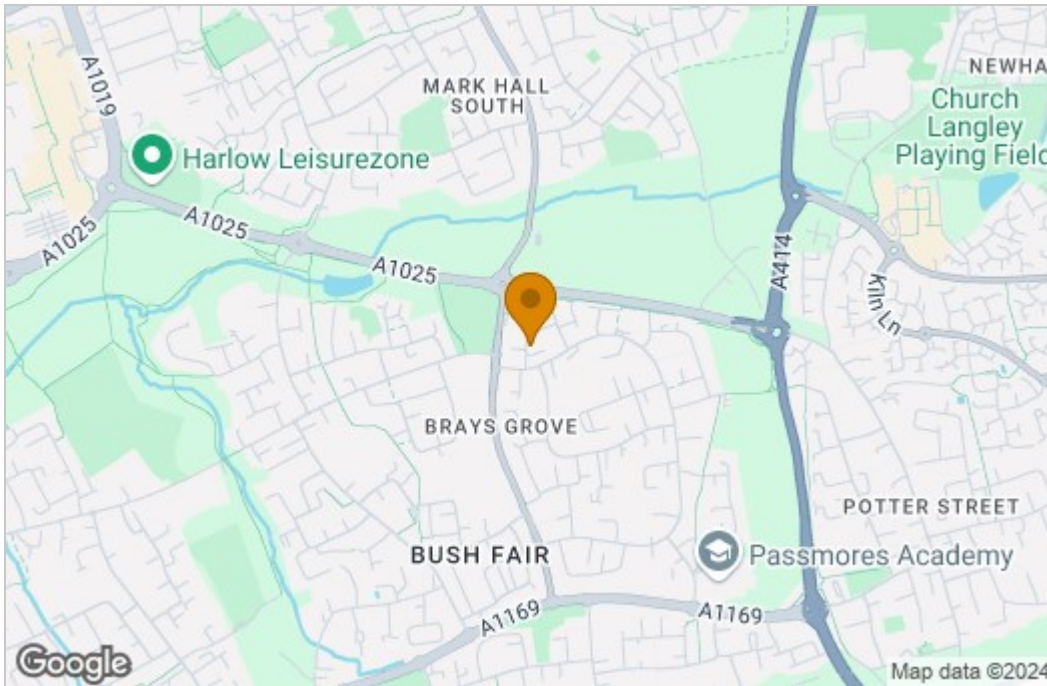 A1019
MARK HALL
SOUTH
NEWHA
Church
Langley
Playing Field
Harlow Leisurezone
A1025
A1025
A1025
A414
Kiln Ln
BRAYS GROVE
POTTER STREET
BUSH FAIR
Passmores Academy
A1169
A1169
Google
Map data ©2024